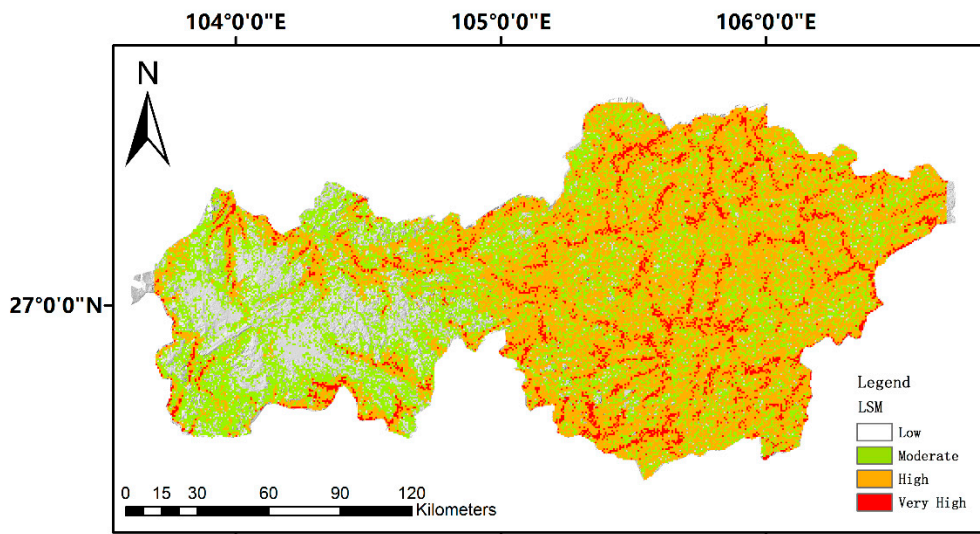 104°0'0"E 105°0'0"E 106°0'0"E
N
27°0'0"N
Legend
LSM
Low
Moderate
High
Very High
0 15 30 60 90 120
Kilometers